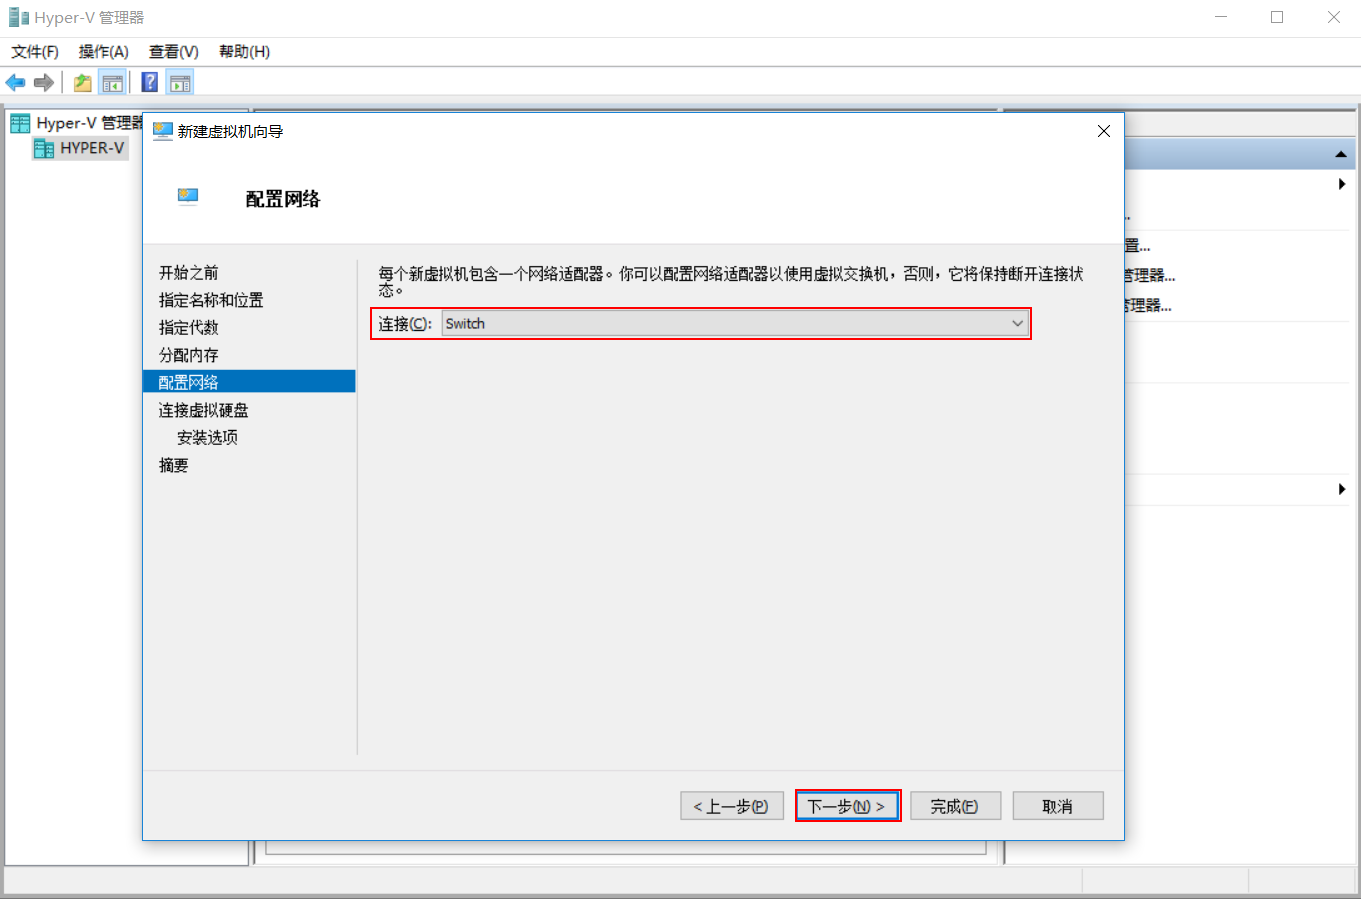 Hyper-V 管理器
文件(F) 操作(A) 查看(V) 帮助(H)
Hyper-V 管理器
HYPER-V
新建虚拟机向导
配置网络
开始之前
指定名称和位置
指定代数
分配内存
配置网络
连接虚拟硬盘
安装选项
摘要
每个新虚拟机包含一个网络适配器。你可以配置网络适配器以使用虚拟交换机，否则，它将保持断开连接状
态。
连接(C): Switch
..
置...
管理器...
管理器...
< 上一步(P) 下一步(N) > 完成(F) 取消